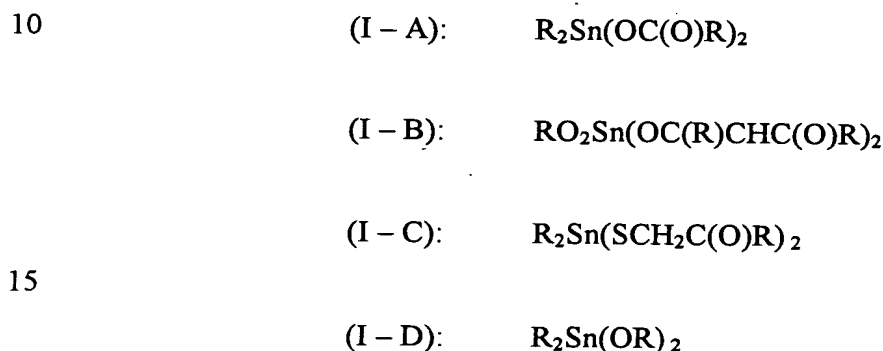 10 (I – A): R₂Sn(OC(O)R)₂
(I – B): RO₂Sn(OC(R)CHC(O)R)₂
(I – C): R₂Sn(SCH₂C(O)R)₂
15
(I – D): R₂Sn(OR)₂